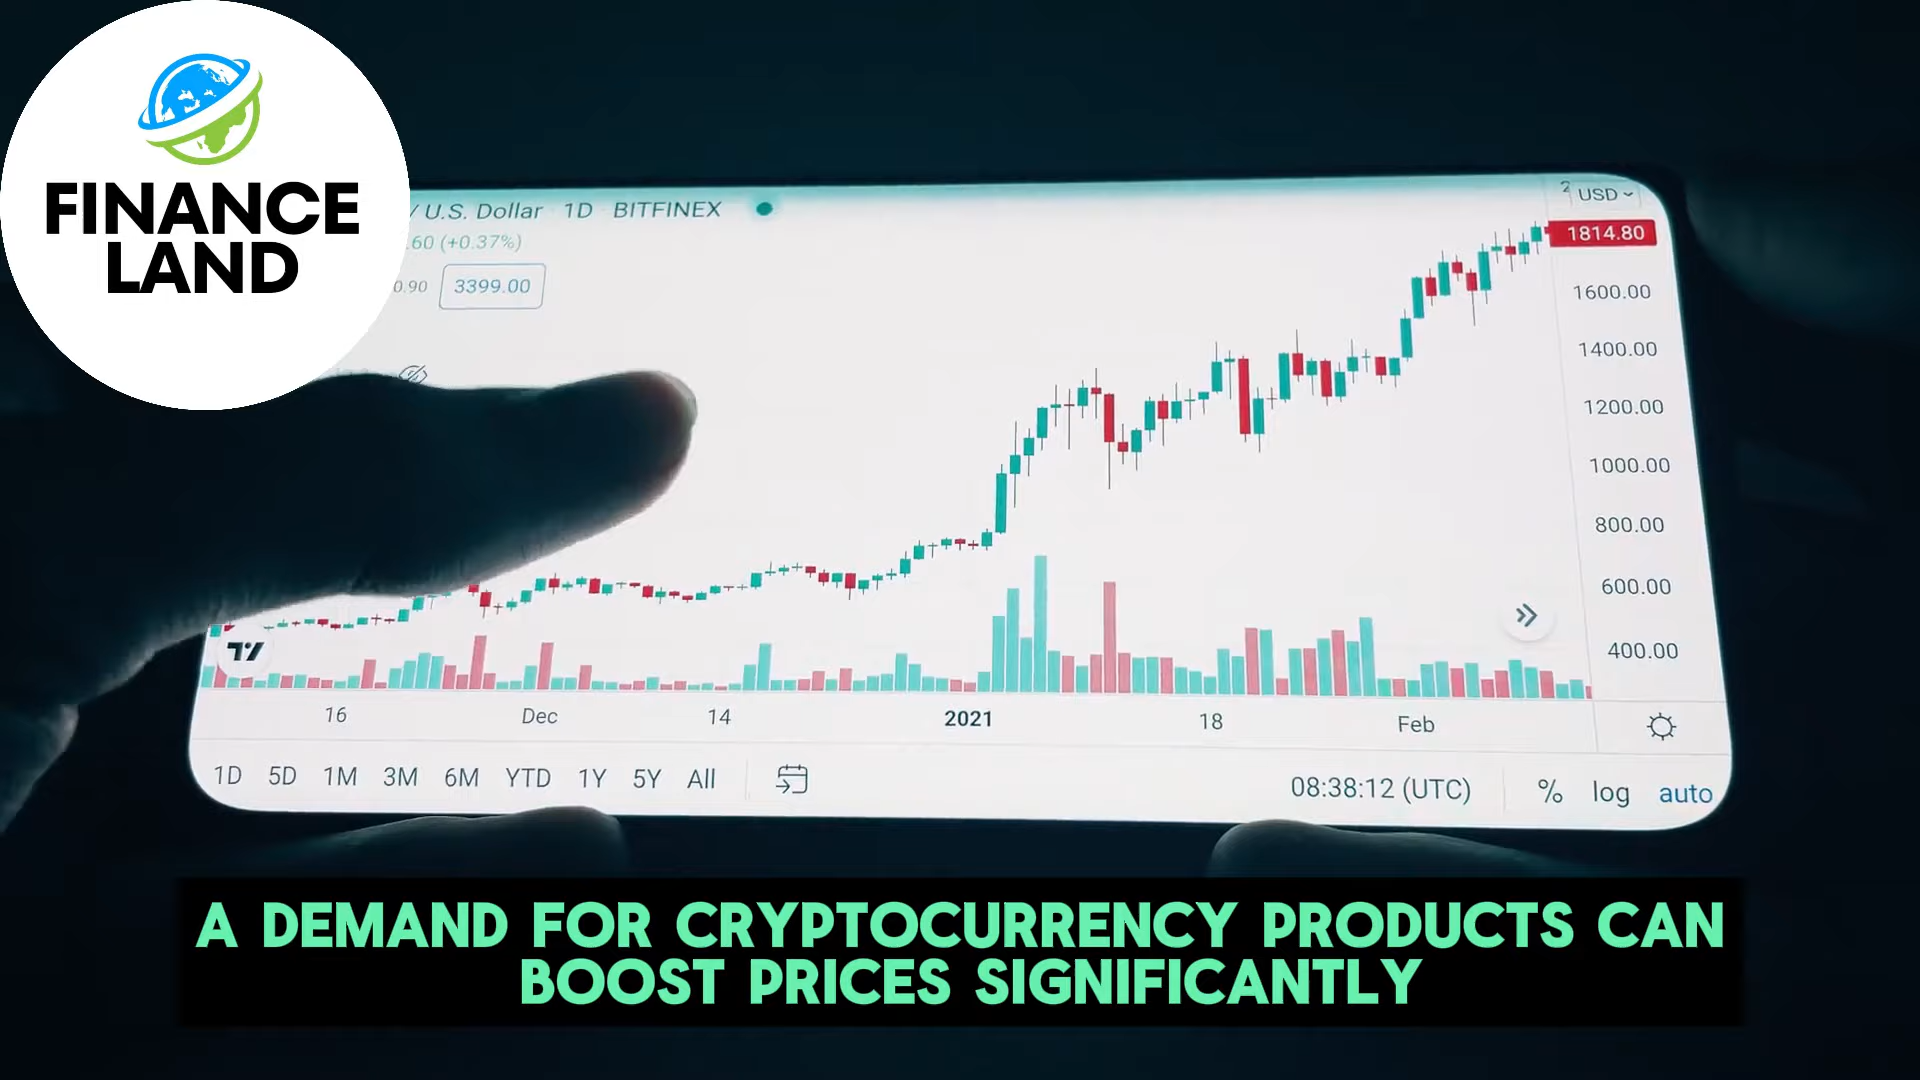 FINANCE
LAND
/ U.S. Dollar 1D BITFINEX
.60 (+0.37%)
0.90 3399.00
2 USD
1814.80
1600.00
1400.00
1200.00
1000.00
800.00
600.00
400.00
16 Dec 14 2021 18 Feb
1D 5D 1M 3M 6M YTD 1Y 5Y All
08:38:12 (UTC) % log auto
A DEMAND FOR CRYPTOCURRENCY PRODUCTS CAN
BOOST PRICES SIGNIFICANTLY